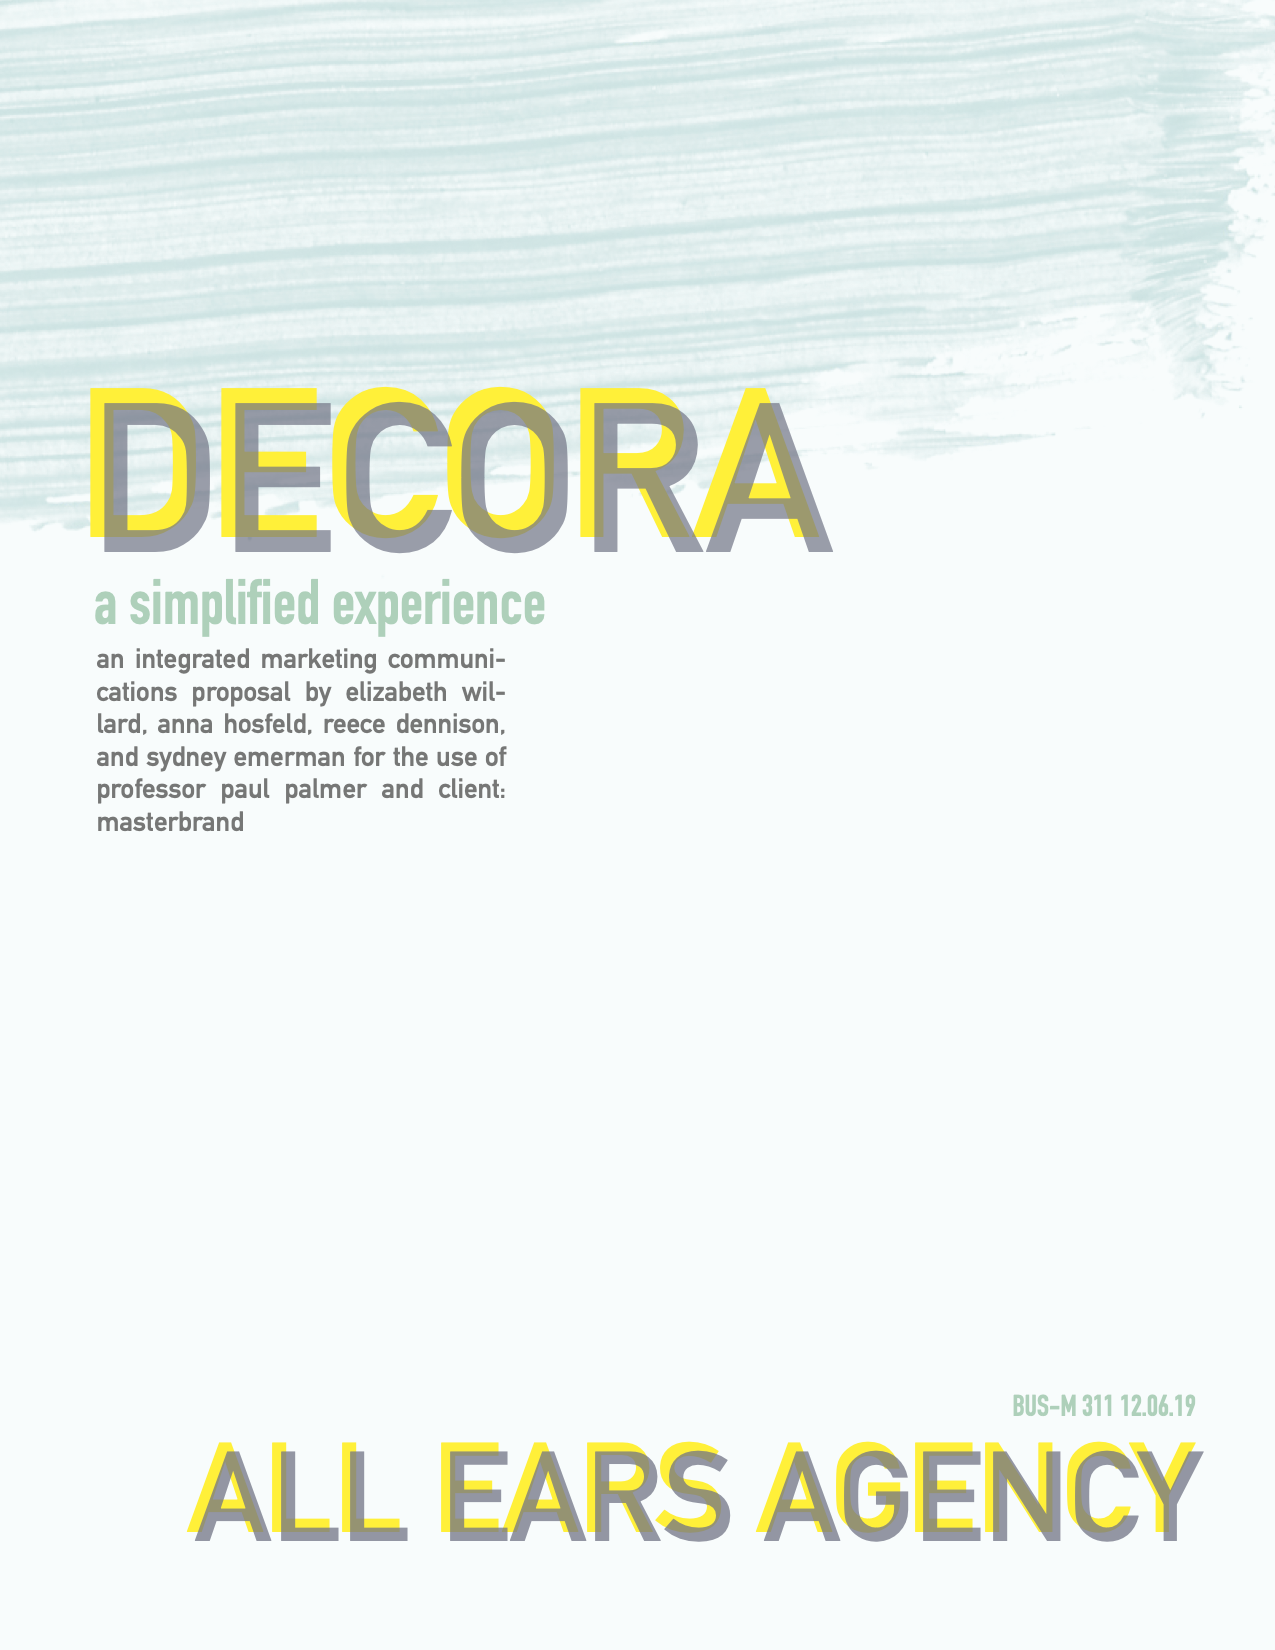 DECORA
a simplified experience
an integrated marketing communi-
cations proposal by elizabeth wil-
lard, anna hosfeld, reece dennison,
and sydney emerman for the use of
professor paul palmer and client:
masterbrand
BUS-M 311 12.06.19
ALL EARS AGENCY